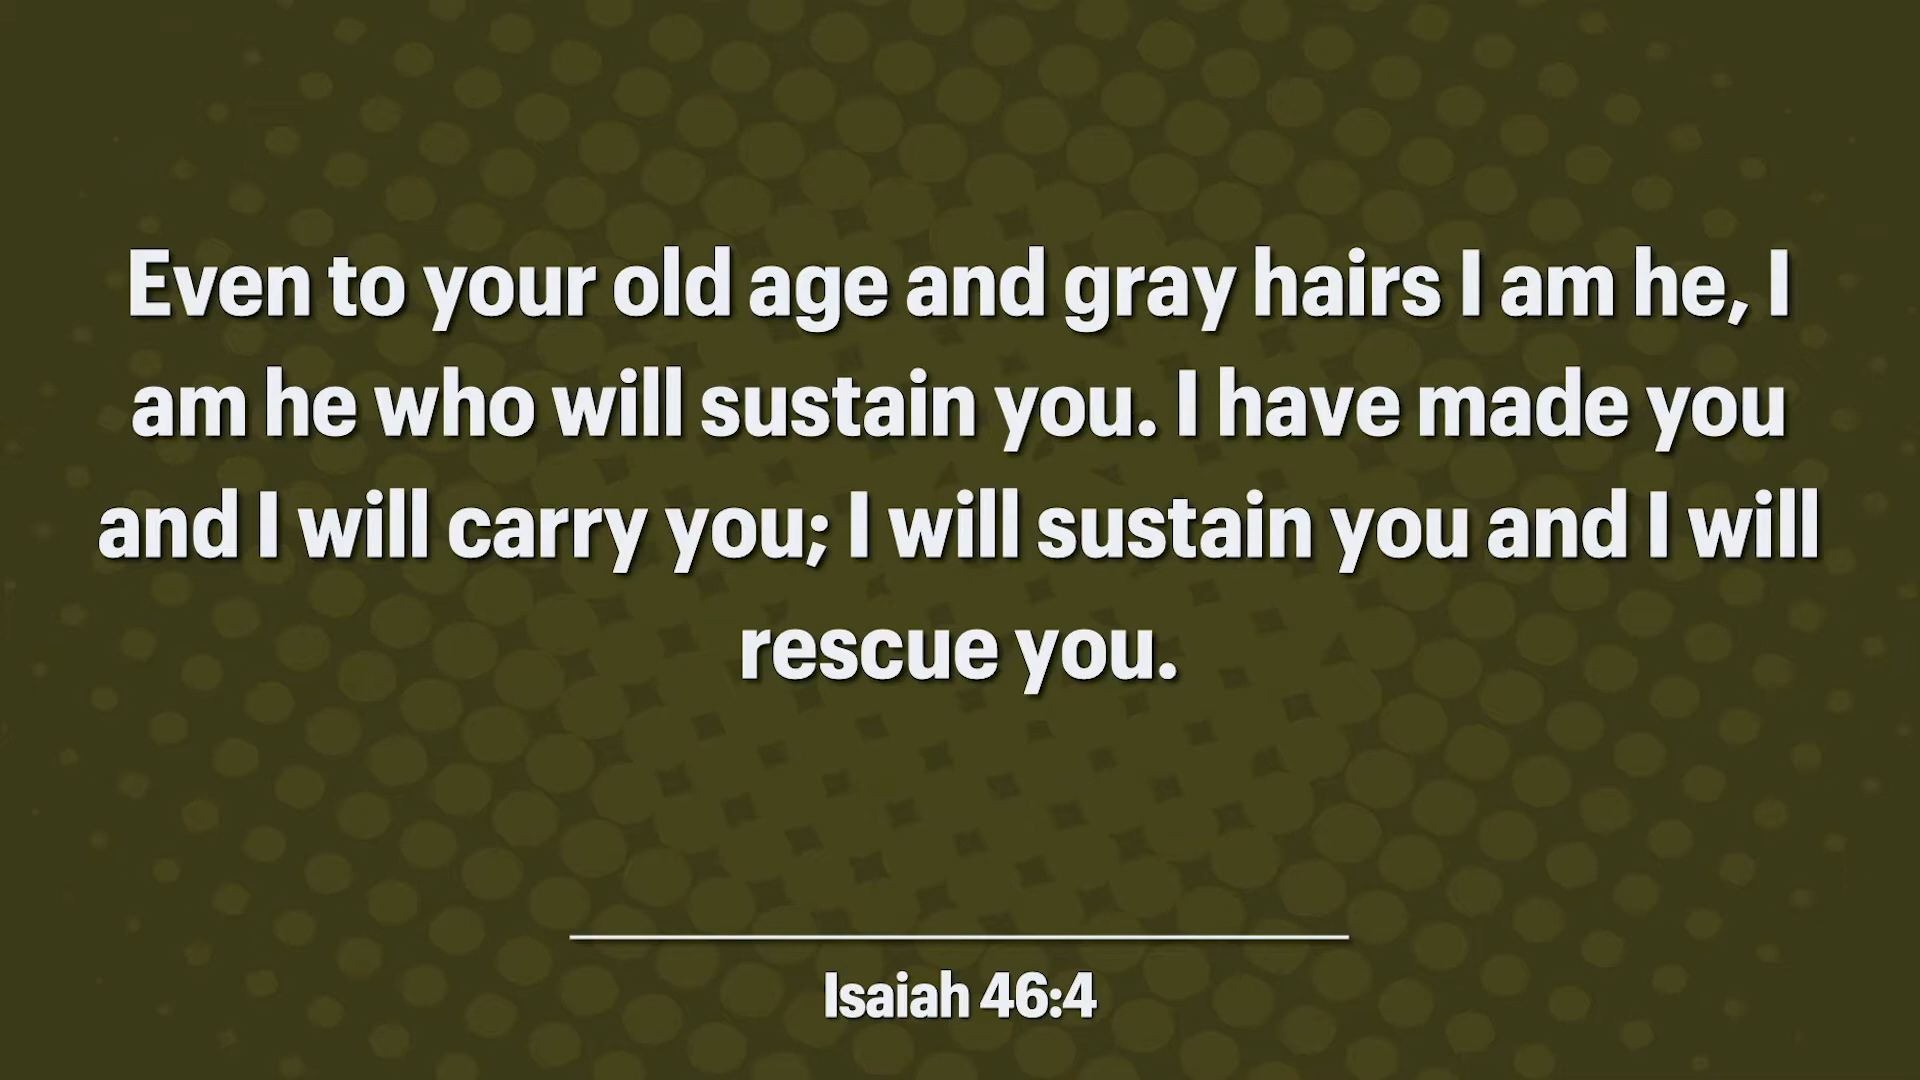 Even to your old age and gray hairs I am he, I
am he who will sustain you. I have made you
and I will carry you; I will sustain you and I will
rescue you.
Isaiah 46:4